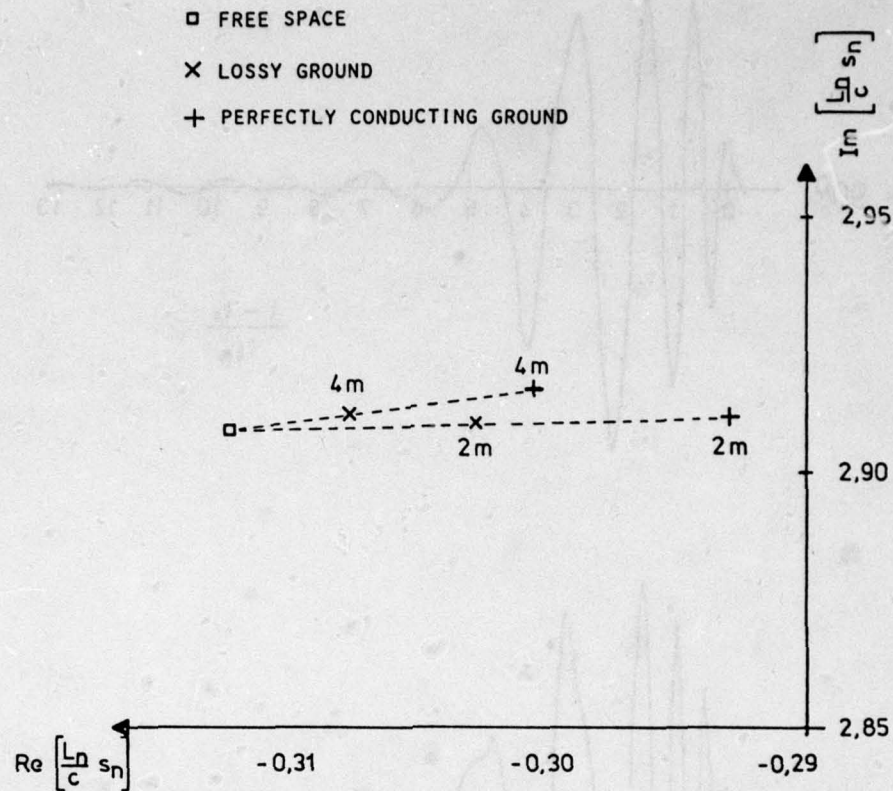 □ FREE SPACE
× LOSSY GROUND
+ PERFECTLY CONDUCTING GROUND
Im [Ln/c sn]
2,95
4m
4m
2m
2m
2,90
2,85
Re [Ln/c sn]
-0,31
-0,30
-0,29